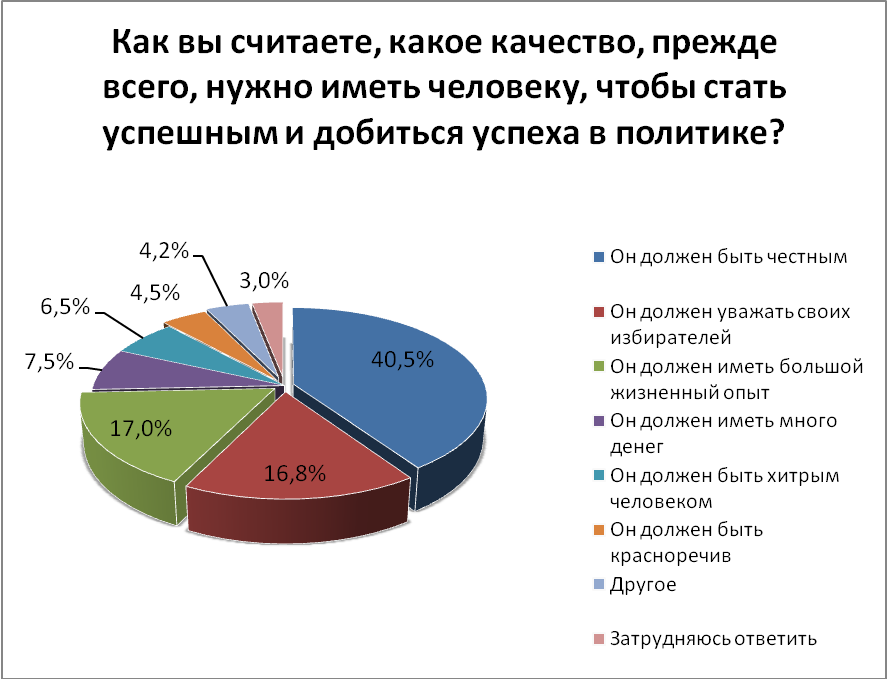 Как вы считаете, какое качество, прежде
всего, нужно иметь человеку, чтобы стать
успешным и добиться успеха в политике?
4,2%
3,0%
4,5%
6,5%
7,5%
40,5%
17,0%
16,8%
Он должен быть честным
Он должен уважать своих
избирателей
Он должен иметь большой
жизненный опыт
Он должен иметь много
денег
Он должен быть хитрым
человеком
Он должен быть
красноречив
Другое
Затрудняюсь ответить